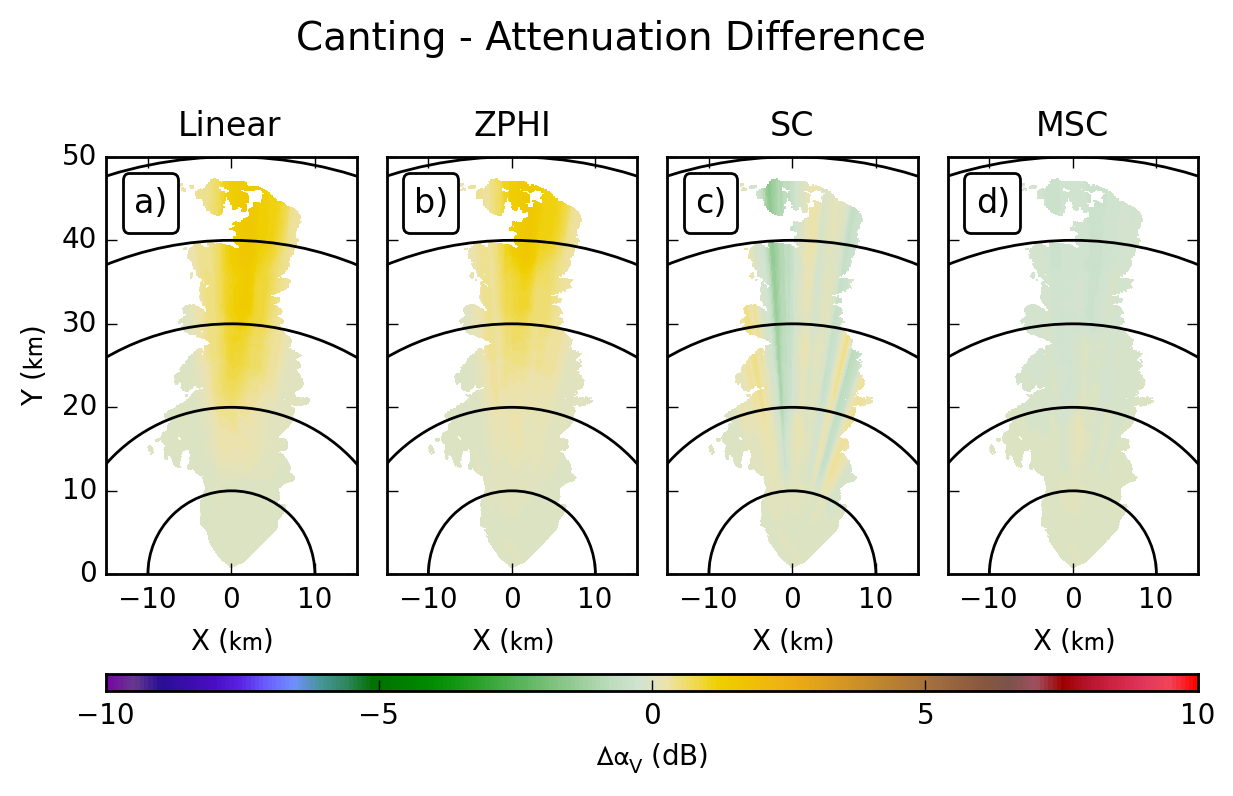 Canting - Attenuation Difference
Linear ZPHI SC MSC
a) b) c) d)
50
40
30
20
10
0
Y (km)
−10 0 10 −10 0 10 −10 0 10 −10 0 10
X (km) X (km) X (km) X (km)
−10 −5 0 5 10
Δα_V (dB)